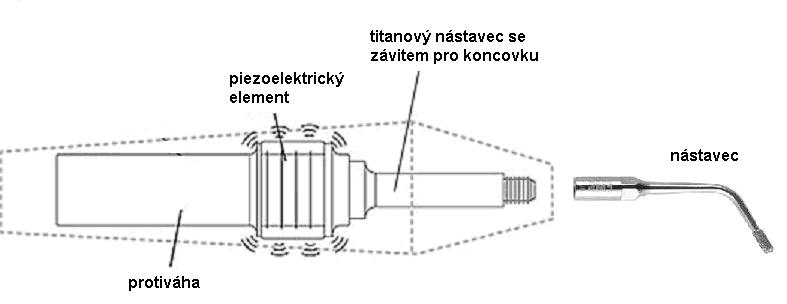 titanový nástavec se
závitem pro koncovku
piezoelektrický
element
nástavec
protiváha